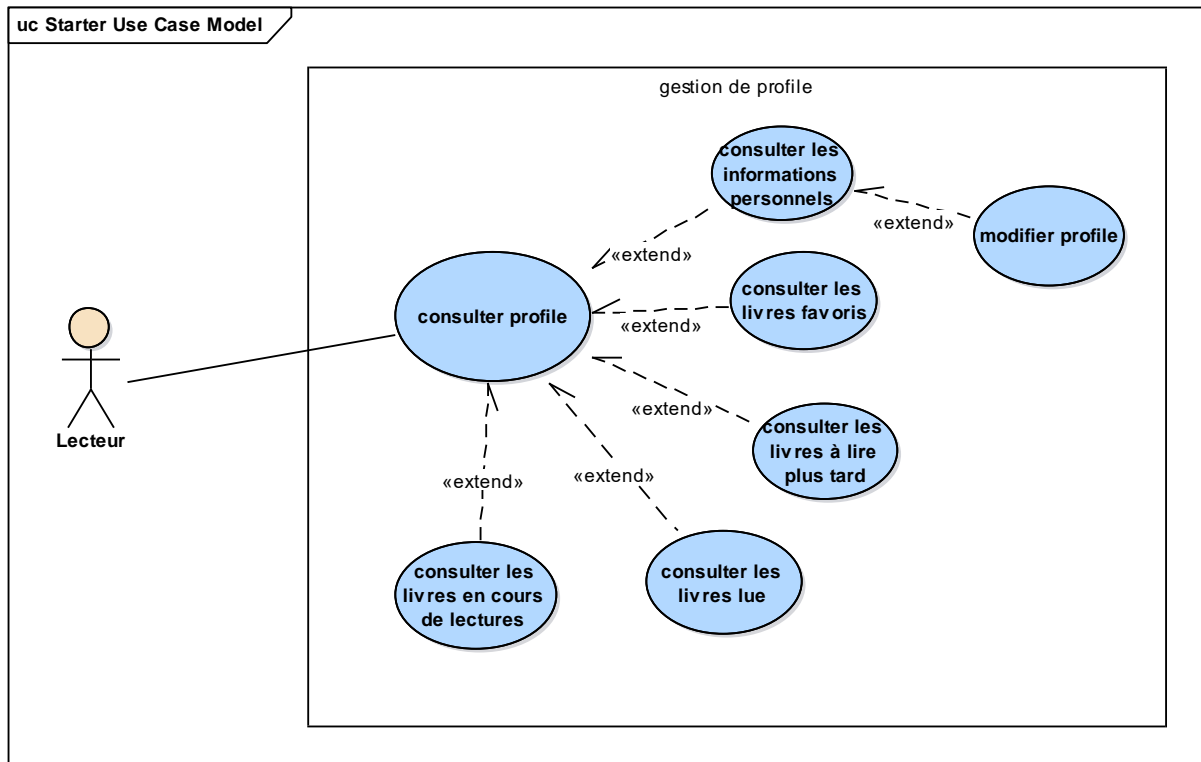 uc Starter Use Case Model
gestion de profile
consulter les
informations
personnels
modifier profile
«extend»
«extend»
consulter les
livres favoris
consulter profile
«extend»
«extend»
consulter les
livres à lire
plus tard
Lecteur
«extend»
«extend»
consulter les
livres en cours
de lectures
consulter les
livres lue